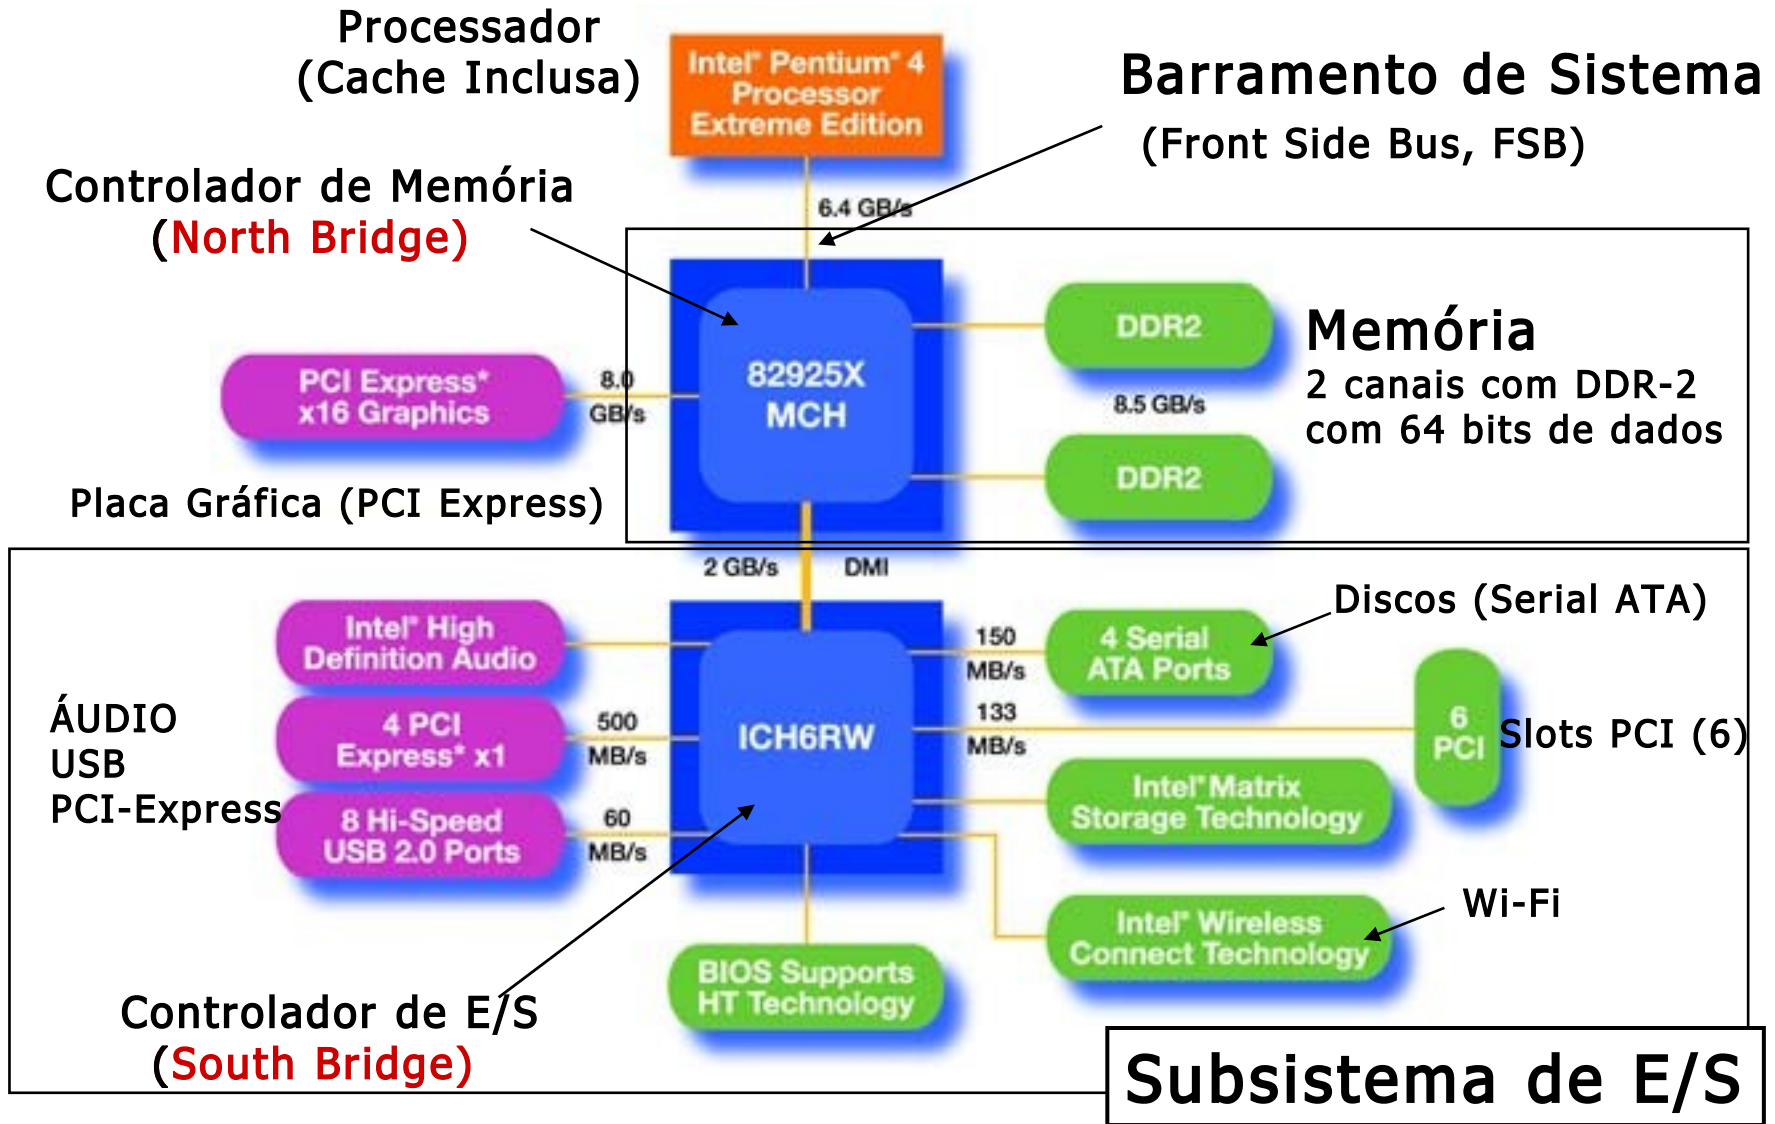 Processador
(Cache Inclusa)
Intel® Pentium® 4
Processor
Extreme Edition
Barramento de Sistema
(Front Side Bus, FSB)
Controlador de Memória
(North Bridge)
6.4 GB/s
82925X
MCH
DDR2
8.5 GB/s
DDR2
Memória
2 canais com DDR-2
com 64 bits de dados
PCI Express*
x16 Graphics
8.0
GB/s
Placa Gráfica (PCI Express)
2 GB/s
DMI
Intel® High
Definition Audio
4 PCI
Express* x1
500
MB/s
8 Hi-Speed
USB 2.0 Ports
60
MB/s
ÁUDIO
USB
PCI-Express
ICH6RW
150
MB/s
4 Serial
ATA Ports
Discos (Serial ATA)
133
MB/s
6
PCI
Slots PCI (6)
Intel® Matrix
Storage Technology
Intel® Wireless
Connect Technology
Wi-Fi
BIOS Supports
HT Technology
Controlador de E/S
(South Bridge)
Subsistema de E/S